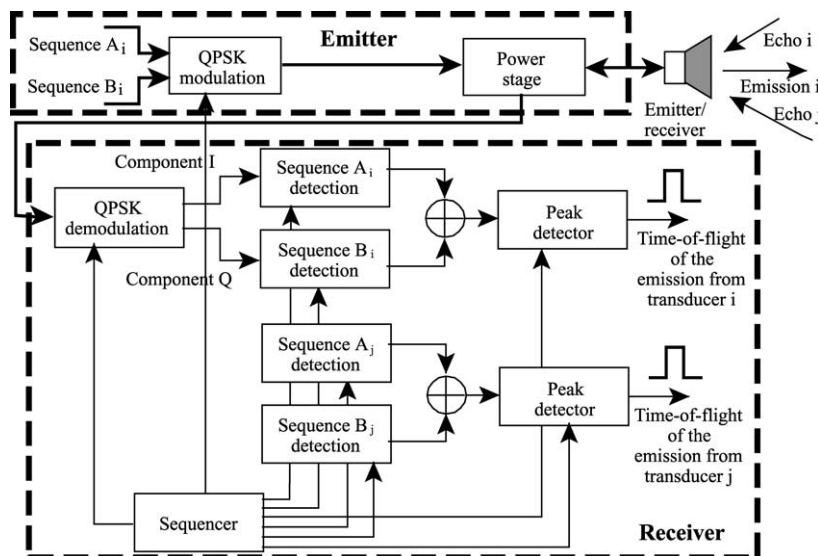 Sequence A i
Sequence B i
QPSK
modulation
Emitter
Power
stage
Emitter/
receiver
Echo i
Emission i
Echo j
Component I
QPSK
demodulation
Component Q
Sequence A i
detection
Sequence B i
detection
Peak
detector
Time-of-flight
of the
emission from
transducer i
Sequence A j
detection
Sequence B j
detection
Peak
detector
Time-of-flight
of the
emission from
transducer j
Sequencer
Receiver